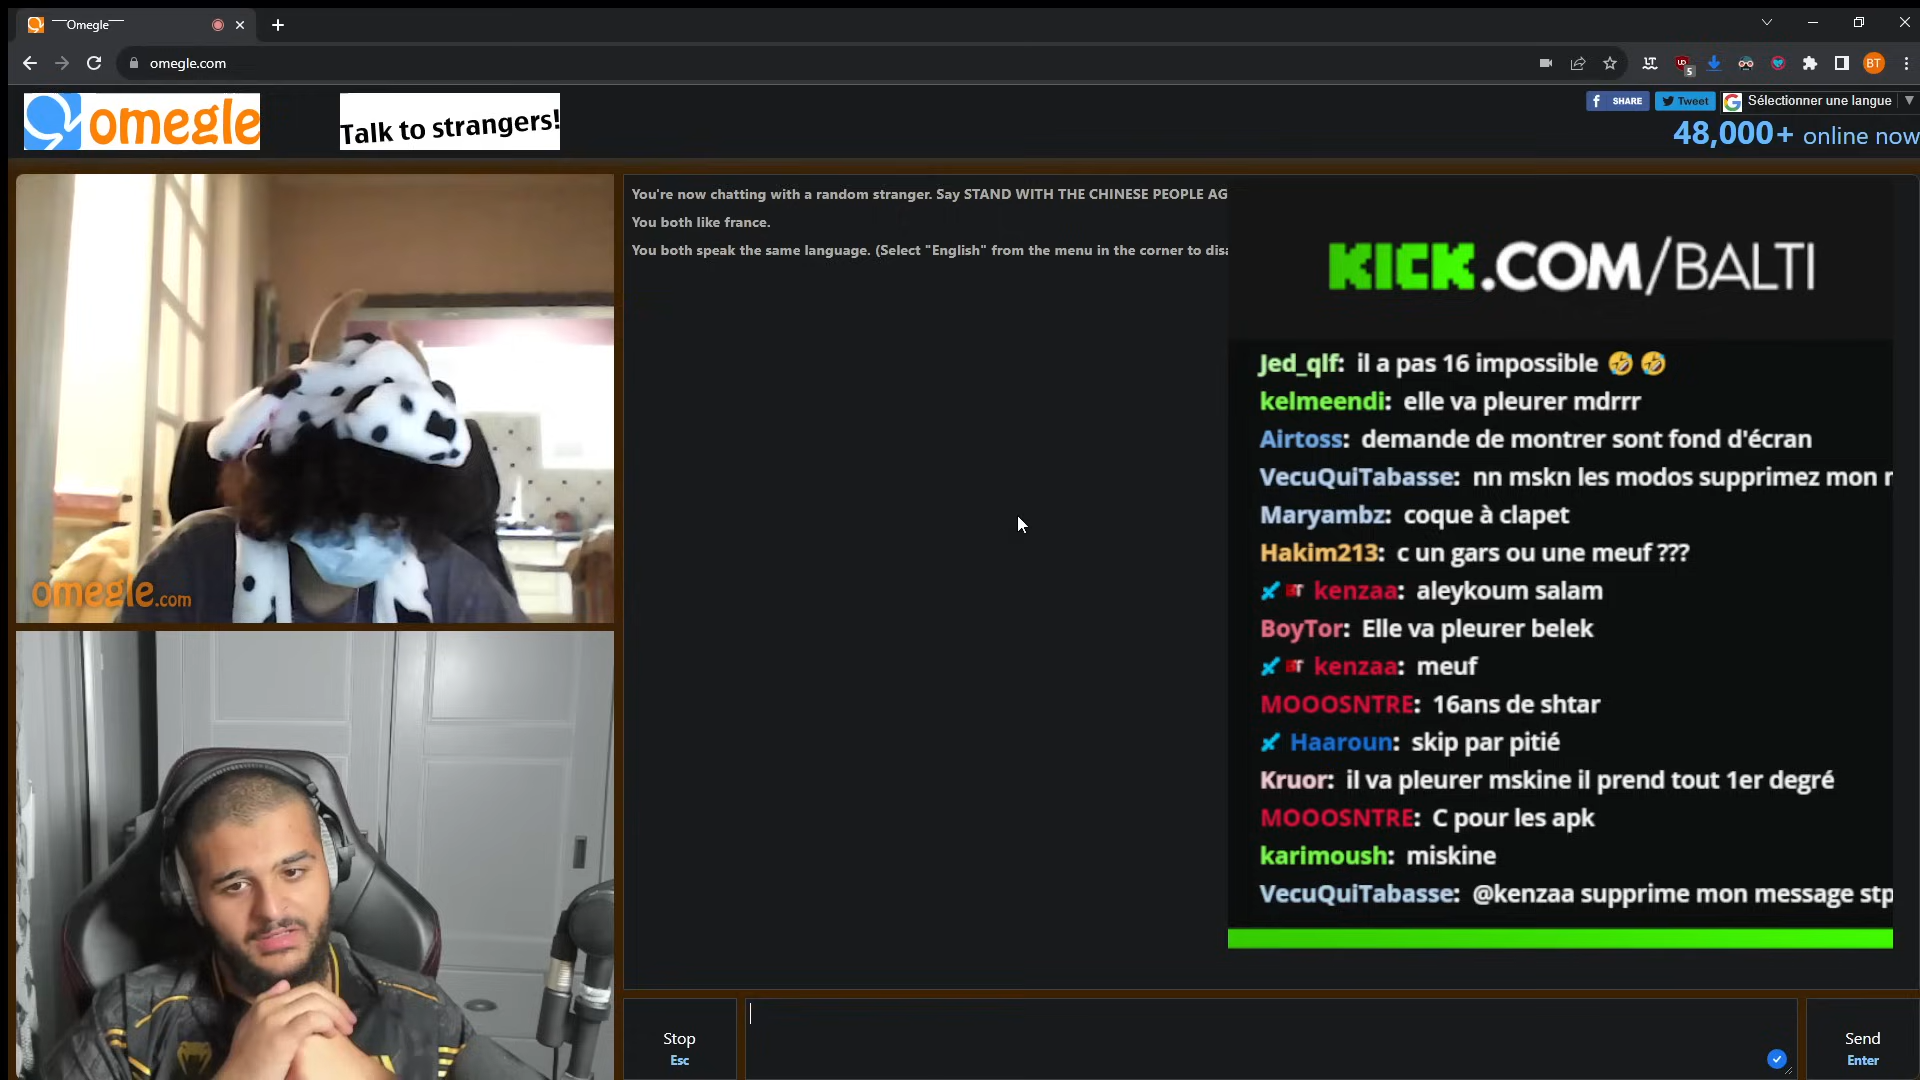 Omegle
omegle.com
5
BT
omegle
Talk to strangers!
SHARE
Tweet
Sélectionner une langue
48,000+ online now
You're now chatting with a random stranger. Say STAND WITH THE CHINESE PEOPLE AG
You both like france.
You both speak the same language. (Select "English" from the menu in the corner to disa
omegle.com
KICK.COM/BALTI
Jed_qlf: il a pas 16 impossible 🤣 🤣
kelmeendi: elle va pleurer mdrrr
Airtoss: demande de montrer sont fond d'écran
VecuQuiTabasse: nn mskn les modos supprimez mon
Maryambz: coque à clapet
Hakim213: c un gars ou une meuf ???
kenzaa: aleykoum salam
BoyTor: Elle va pleurer belek
kenzaa: meuf
MOOOSNTRE: 16ans de shtar
Haaroun: skip par pitié
Kruor: il va pleurer mskine il prend tout 1er degré
MOOOSNTRE: C pour les apk
karimoush: miskine
VecuQuiTabasse: @kenzaa supprime mon message stp
Stop
Esc
Send
Enter